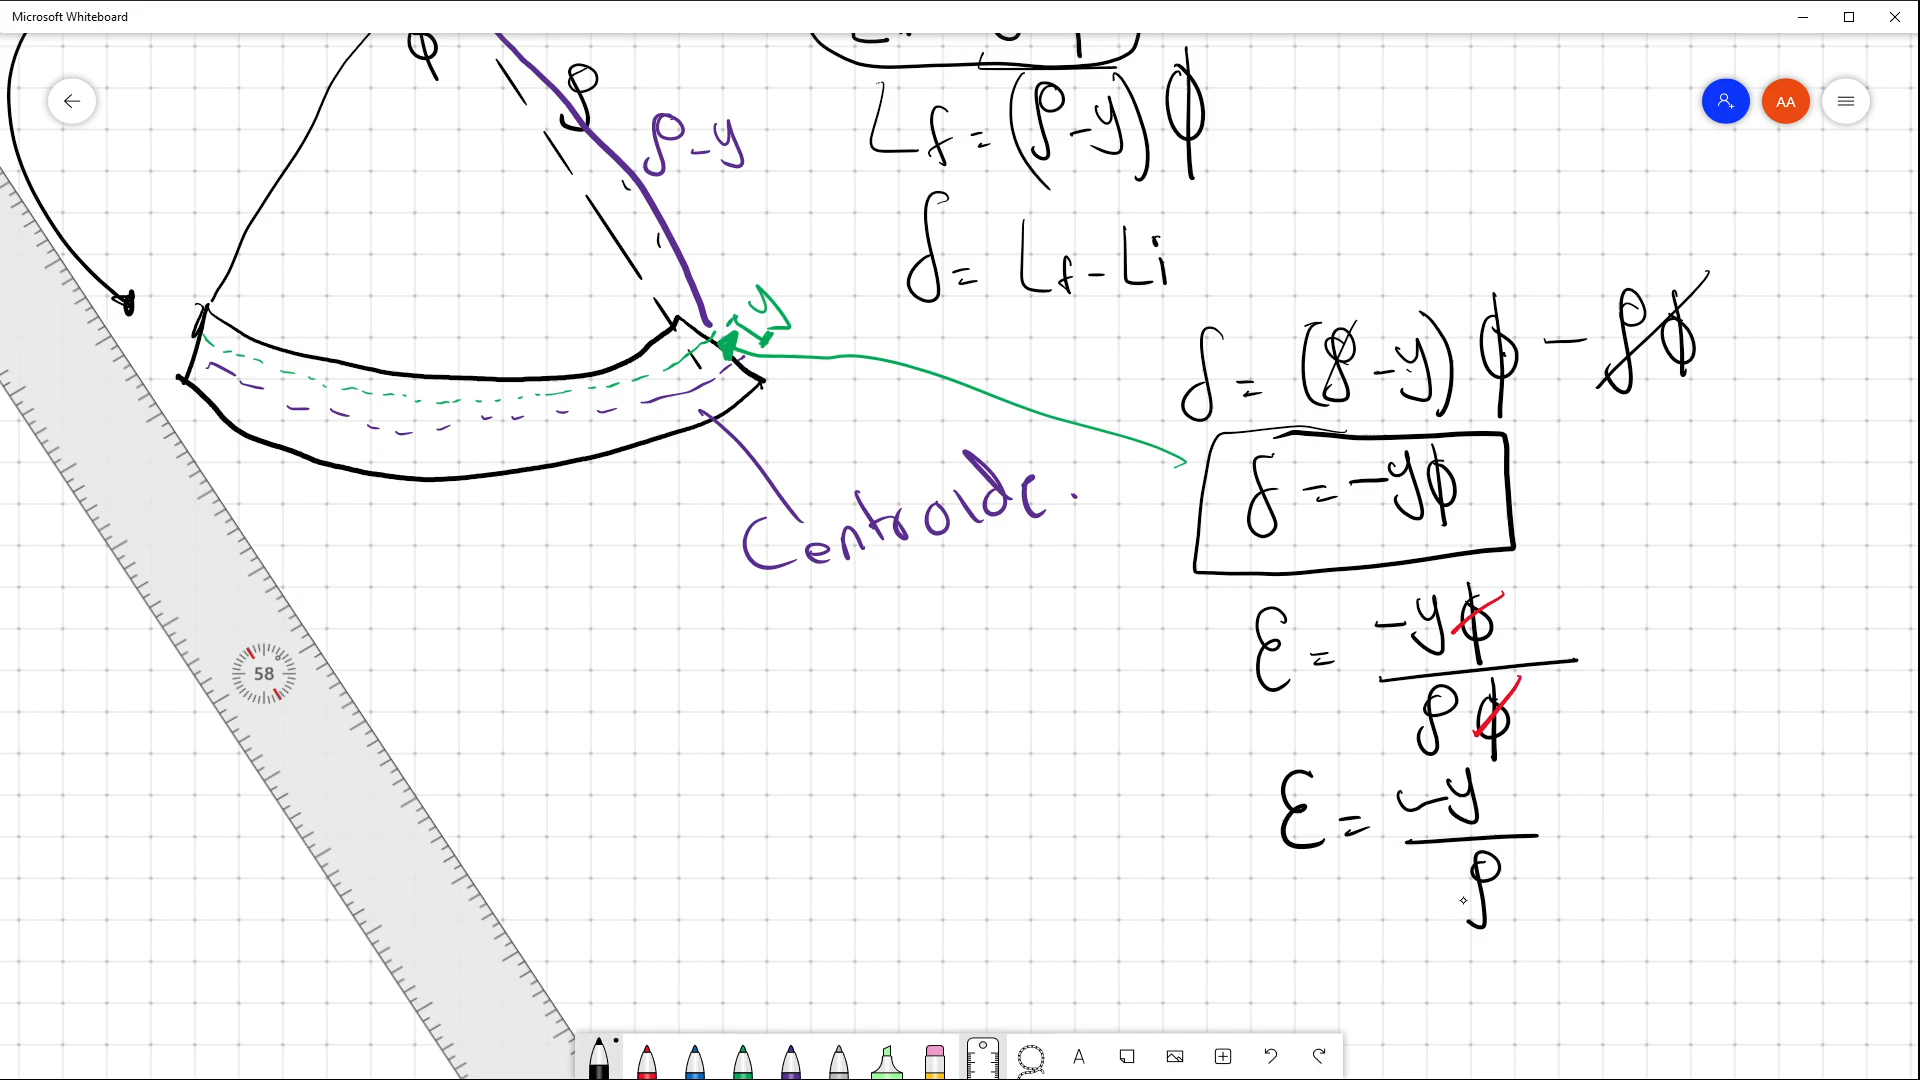 Microsoft Whiteboard
ϕ
ρ
ρ-y
Lf = (ρ-y)ϕ
δ = Lf - Li
y
δ = (ρ-y)ϕ - ρϕ
δ = -yϕ
Centroide.
ε = -yϕ / ρϕ
ε = -y / ρ
58
AA
A